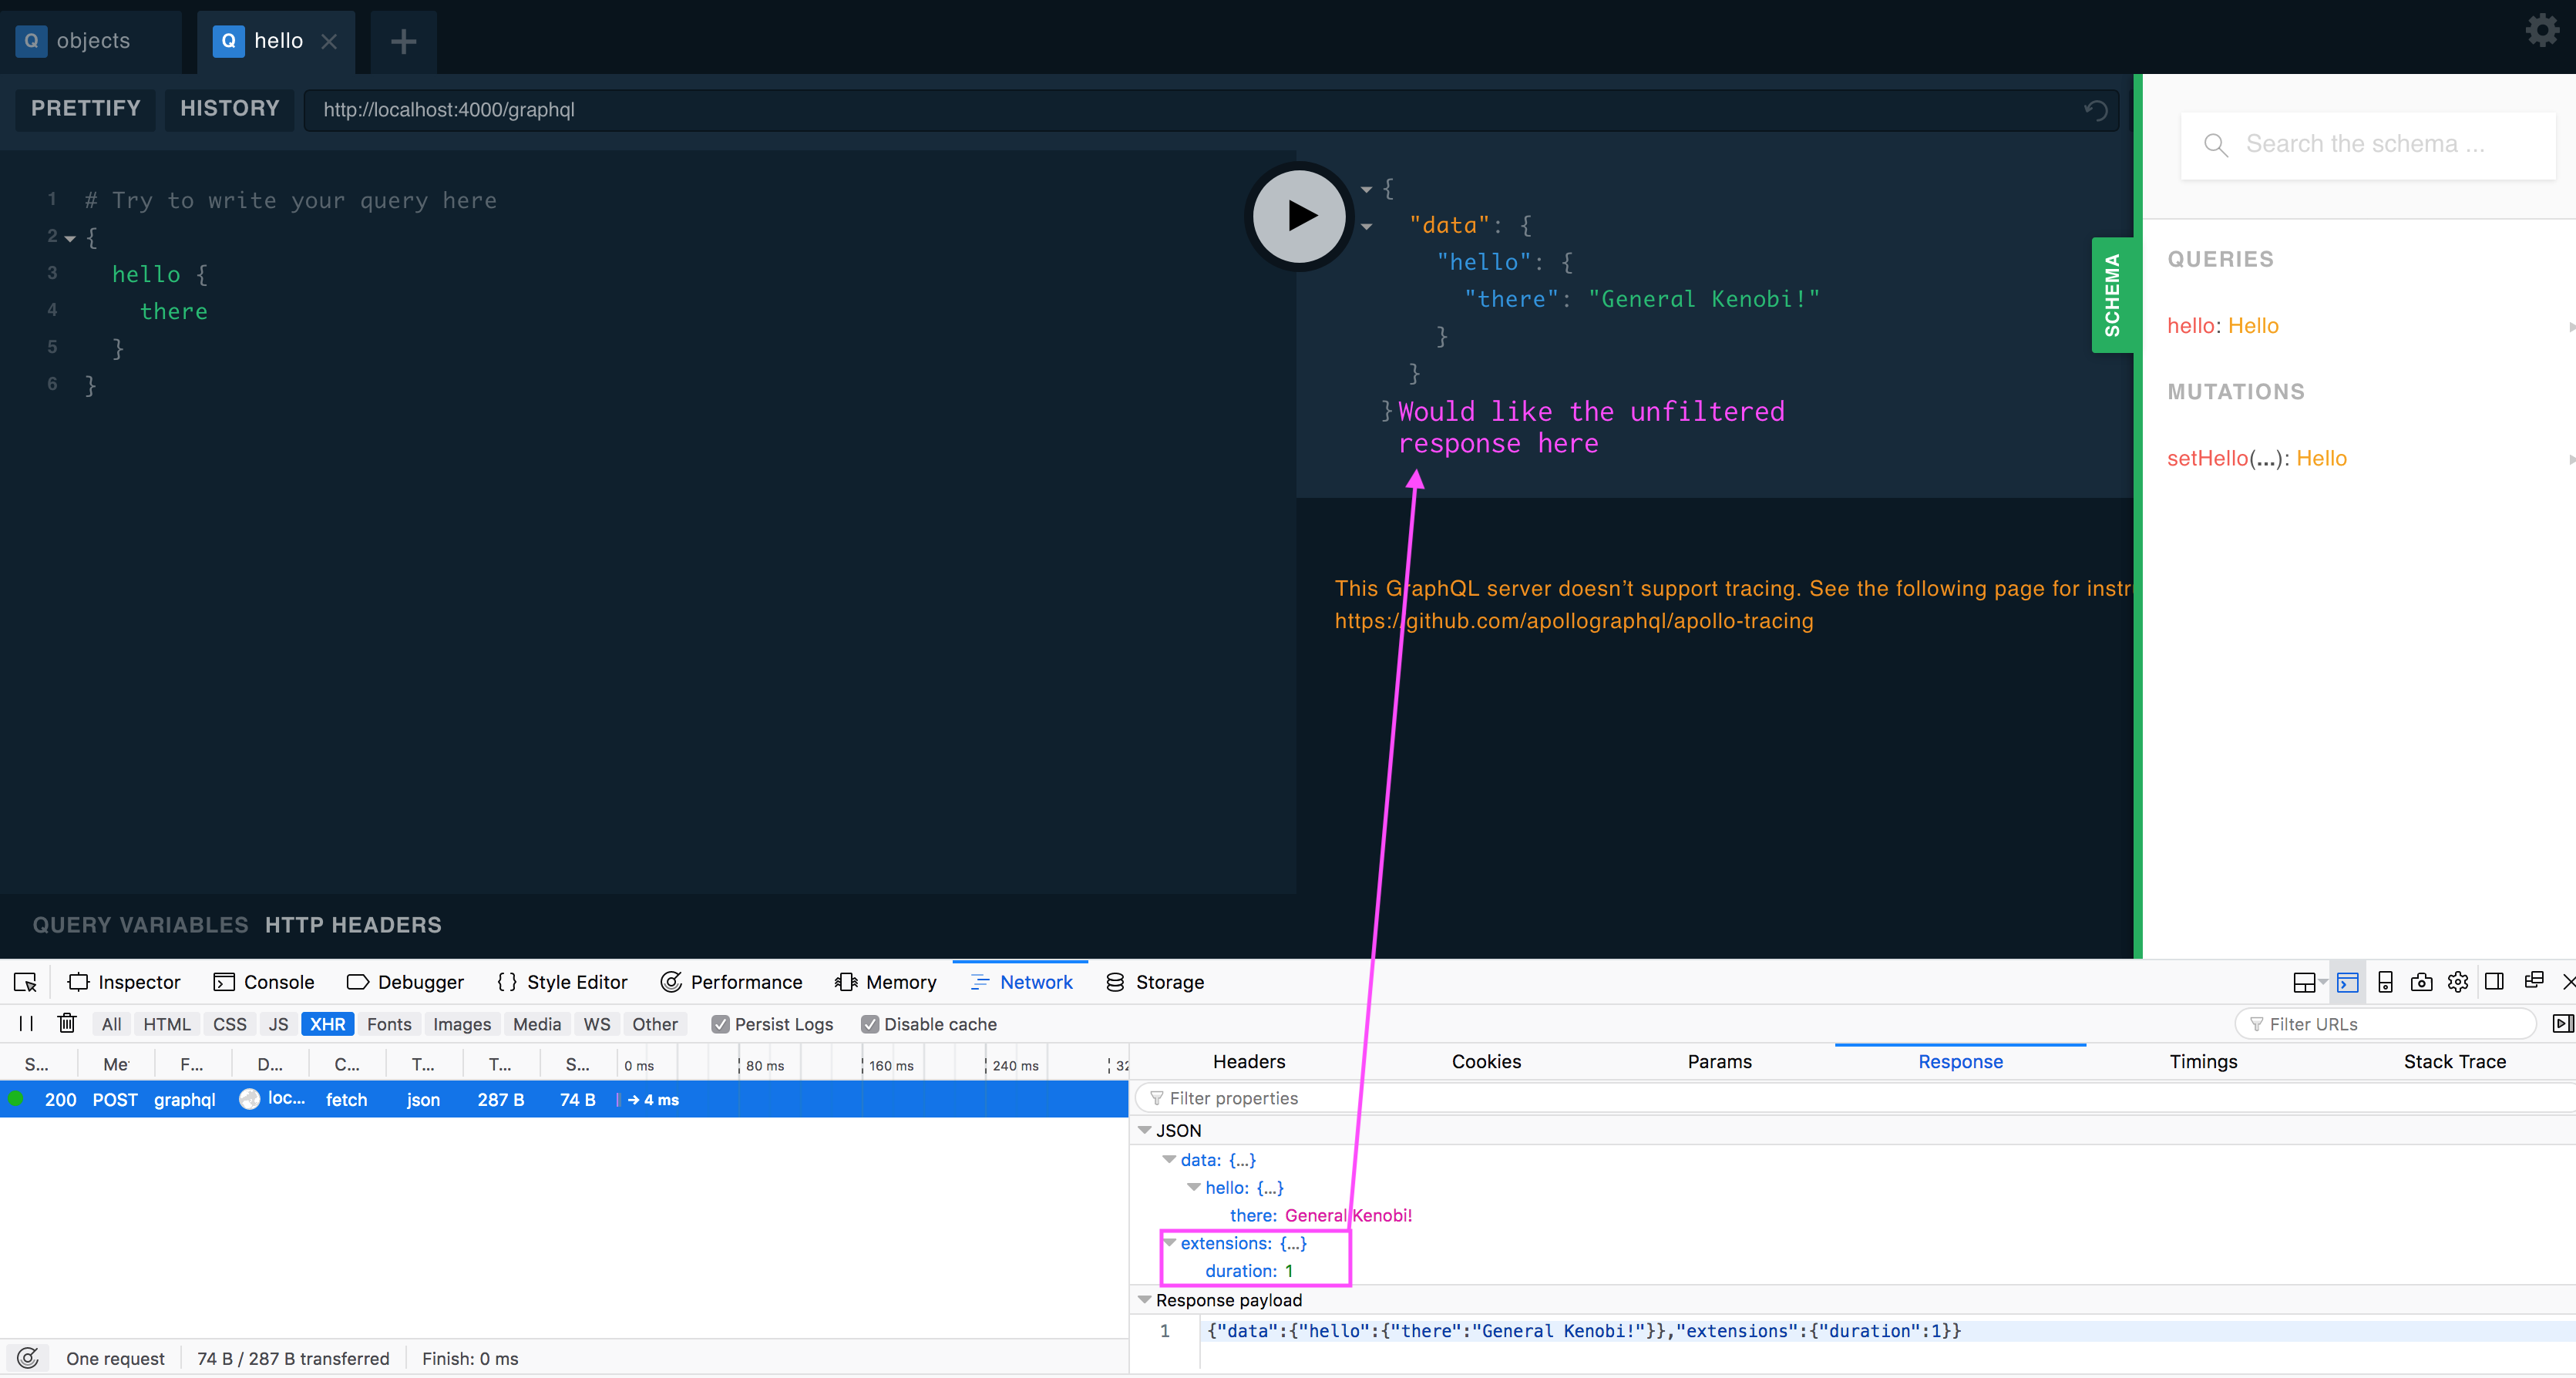 Q objects
Q hello
PRETTIFY HISTORY http://localhost:4000/graphql
1 # Try to write your query here
2 {
3 hello {
4 there
5 }
6 }
{
"data": {
"hello": {
"there": "General Kenobi!"
}
}
}
Would like the unfiltered
response here
This GraphQL server doesn’t support tracing. See the following page for instr
https://github.com/apollographql/apollo-tracing
SCHEMA
Search the schema ...
QUERIES
hello: Hello
MUTATIONS
setHello(...): Hello
QUERY VARIABLES HTTP HEADERS
Inspector Console Debugger { } Style Editor Performance Memory Network Storage
All HTML CSS JS XHR Fonts Images Media WS Other Persist Logs Disable cache Filter URLs
S... Me F... D... C... T... T... S... 0 ms 80 ms 160 ms 240 ms 32
200 POST graphql loc... fetch json 287 B 74 B → 4 ms
Headers Cookies Params Response Timings Stack Trace
Filter properties
JSON
data: {...}
hello: {...}
there: General Kenobi!
extensions: {...}
duration: 1
Response payload
1 {"data":{"hello":{"there":"General Kenobi!"}},"extensions":{"duration":1}}
One request 74 B / 287 B transferred Finish: 0 ms